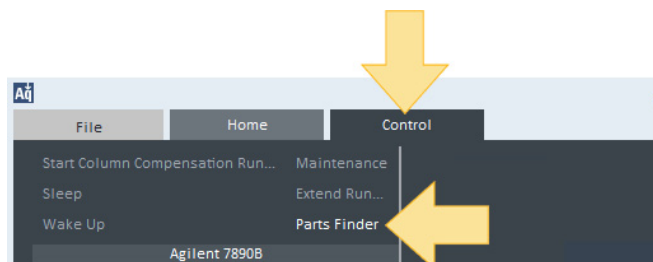 Aq
File Home Control
Start Column Compensation Run... Maintenance
Sleep Extend Run...
Wake Up Parts Finder
Agilent 7890B